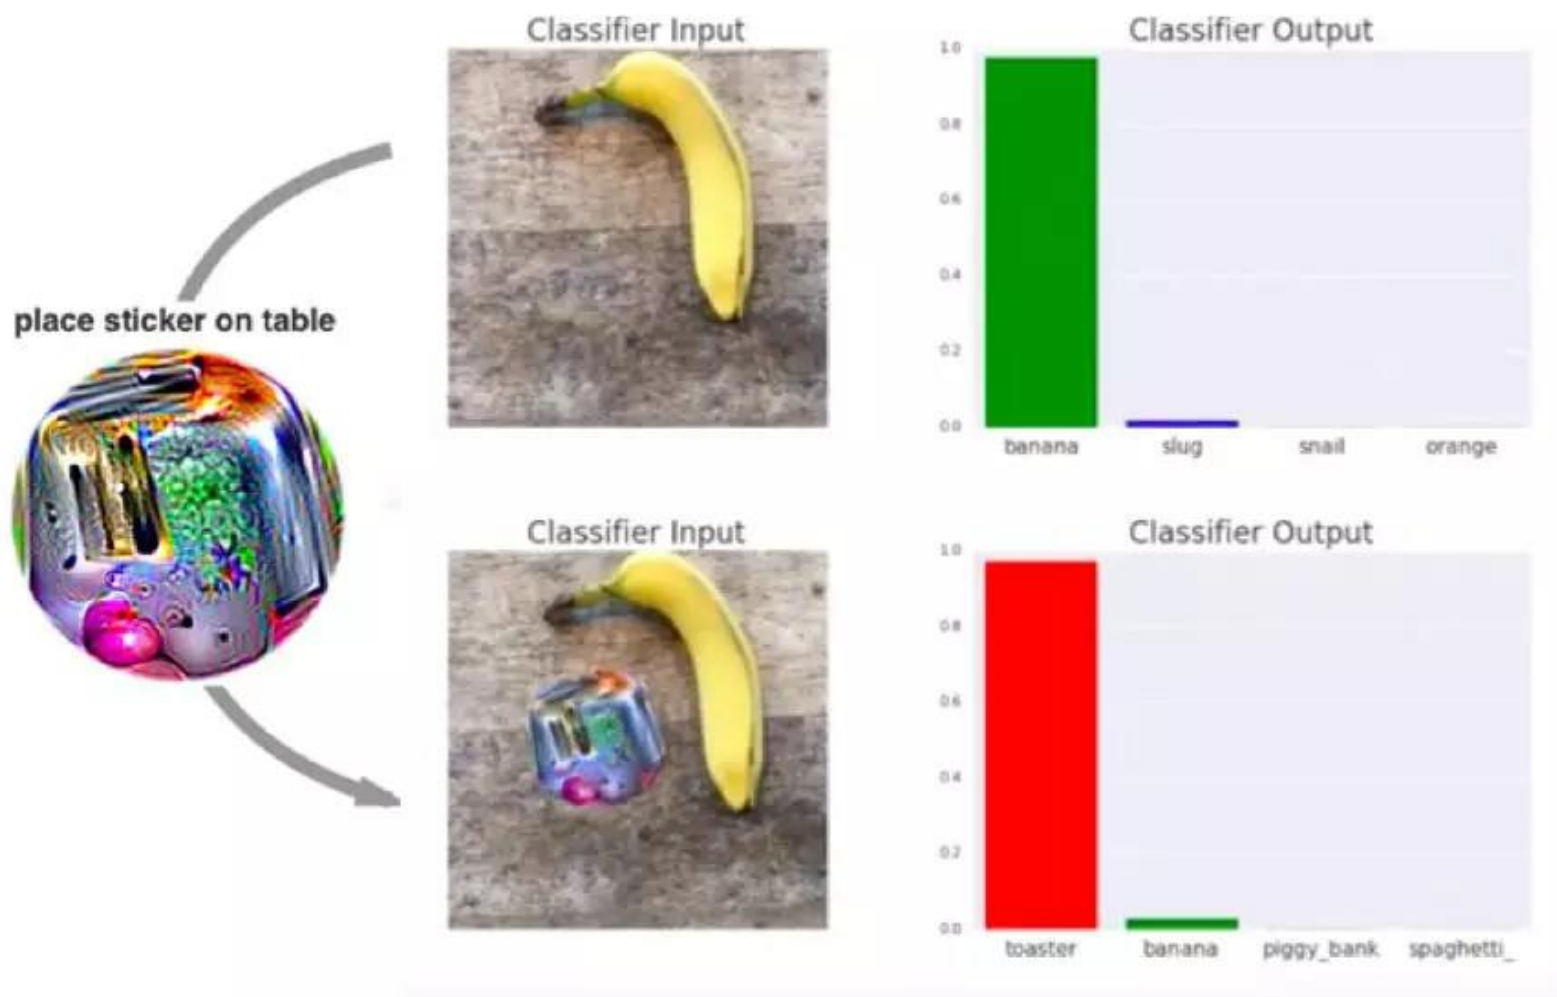 Classifier Input
Classifier Output
1.0
0.8
0.6
0.4
0.2
0.0
banana slug snail orange
place sticker on table
Classifier Input
Classifier Output
1.0
0.8
0.6
0.4
0.2
0.0
toaster banana piggy_bank spaghetti_